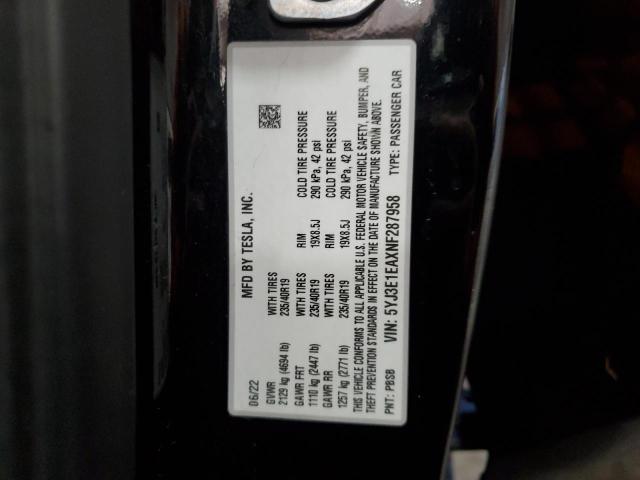 MFD BY TESLA, INC.
06/22
GVWR WITH TIRES RIM COLD TIRE PRESSURE
2129 kg (4694 lb) 235/40R19 19X8.5J 290 kPa, 42 psi
GAWR FRT WITH TIRES RIM COLD TIRE PRESSURE
1110 kg (2447 lb) 235/40R19 19X8.5J 290 kPa, 42 psi
GAWR RR WITH TIRES
1257 kg (2771 lb) 235/40R19
THIS VEHICLE CONFORMS TO ALL APPLICABLE U.S. FEDERAL MOTOR VEHICLE SAFETY, BUMPER, AND
THEFT PREVENTION STANDARDS IN EFFECT ON THE DATE OF MANUFACTURE SHOWN ABOVE.
VIN: 5YJ3E1EAXNF287958
PNT: PBSB TYPE: PASSENGER CAR